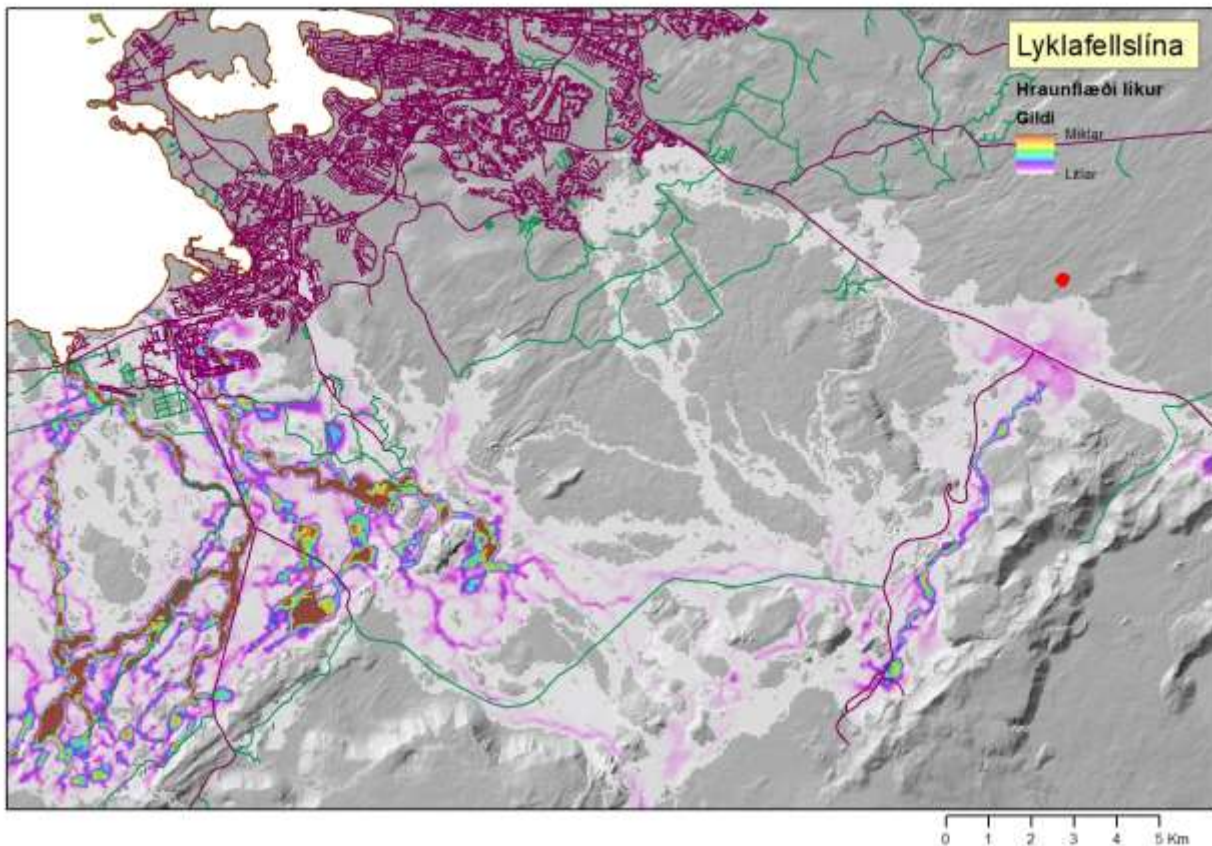 Lyklafellslína
Hraunflæði líkur
Gildi
Miklar
Litlar
0 1 2 3 4 5 Km